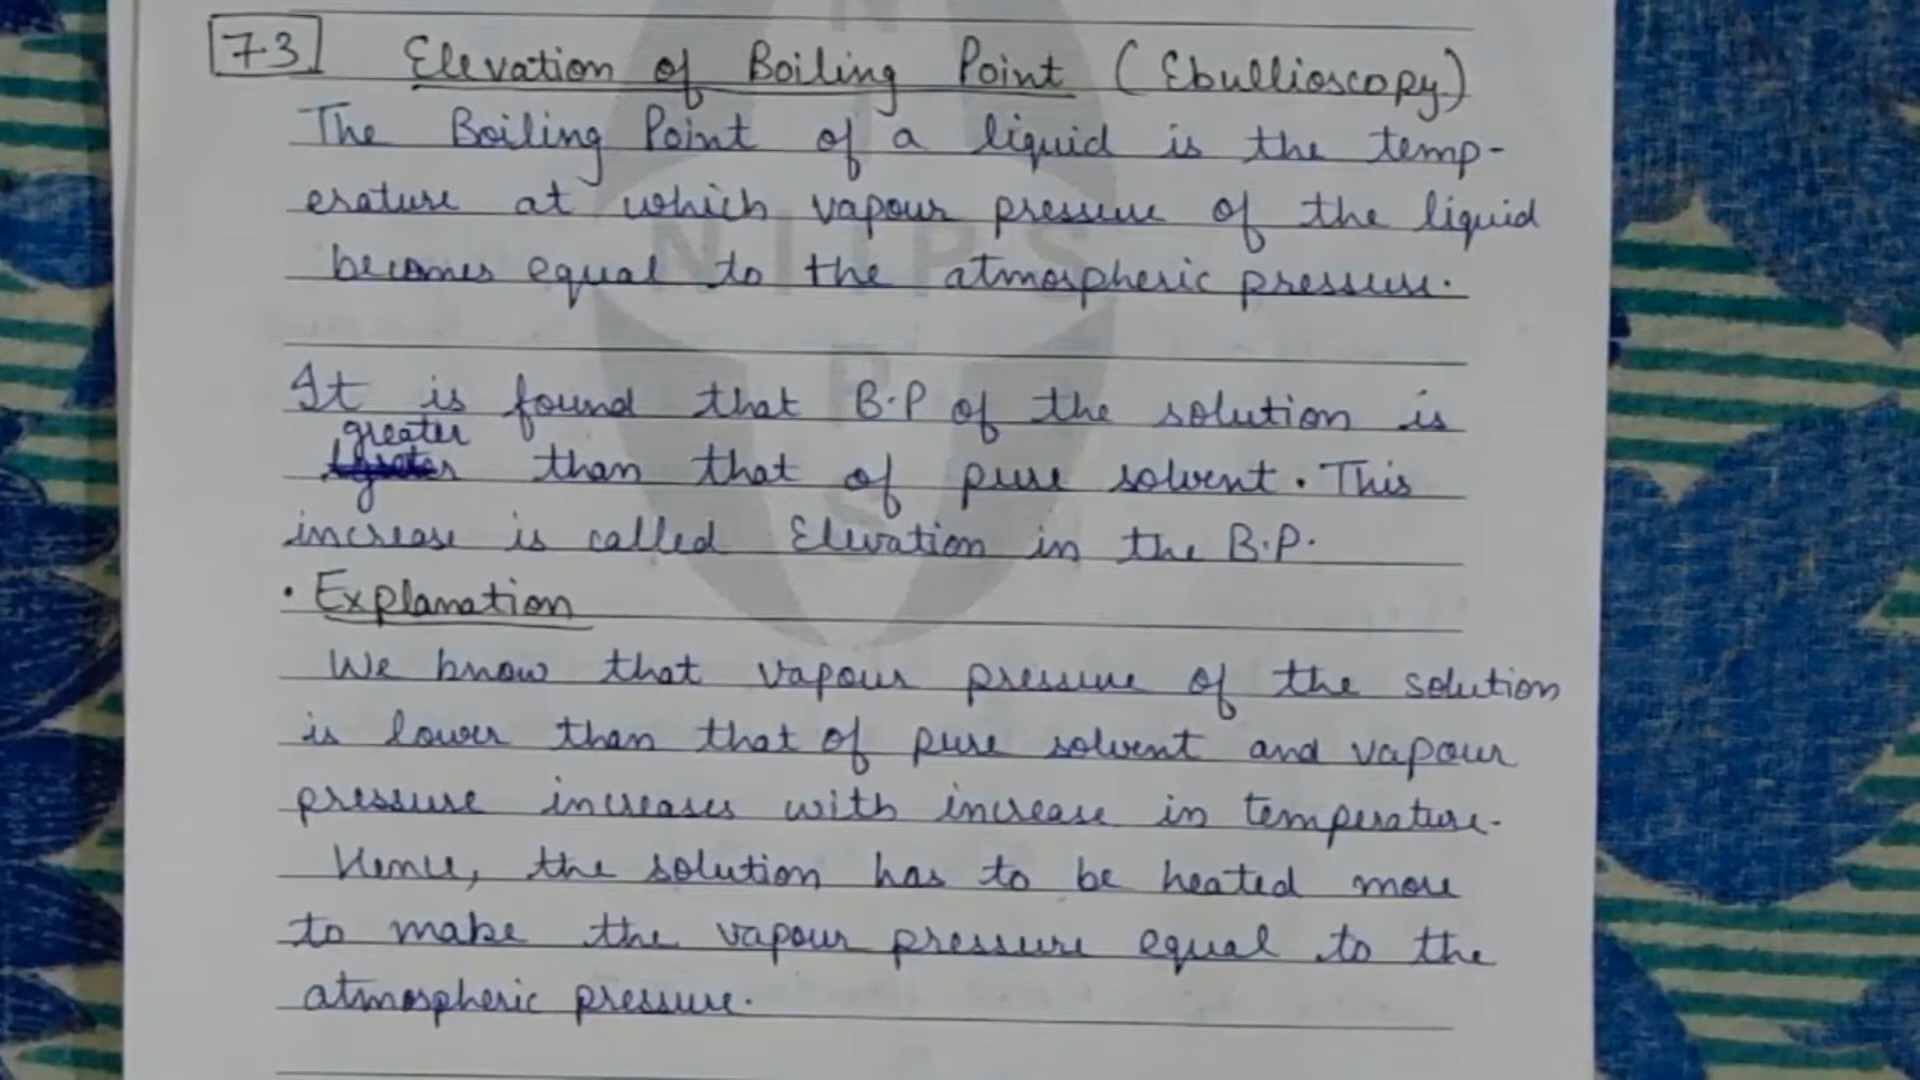 7.3 Elevation of Boiling Point (Ebullioscopy)
The Boiling Point of a liquid is the temp-
erature at which vapour pressure of the liquid
becomes equal to the atmospheric pressure.
It is found that B.P of the solution is
greater
than that of pure solvent. This
increase is called Elevation in the B.P.
• Explanation
We know that vapour pressure of the solution
is lower than that of pure solvent and vapour
pressure increases with increase in temperature.
Hence, the solution has to be heated more
to make the vapour pressure equal to the
atmospheric pressure.